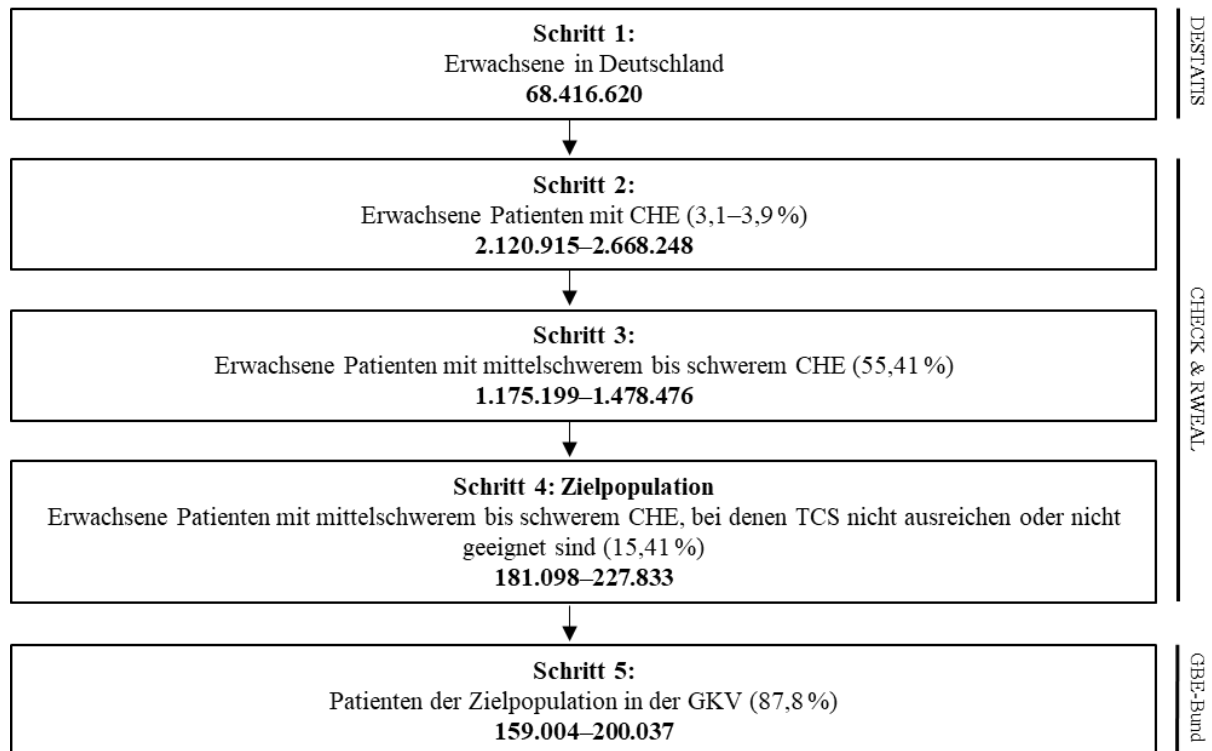 Schritt 1:
Erwachsene in Deutschland
68.416.620
DESTATIS
Schritt 2:
Erwachsene Patienten mit CHE (3,1–3,9 %)
2.120.915–2.668.248
Schritt 3:
Erwachsene Patienten mit mittelschwerem bis schwerem CHE (55,41 %)
1.175.199–1.478.476
Schritt 4: Zielpopulation
Erwachsene Patienten mit mittelschwerem bis schwerem CHE, bei denen TCS nicht ausreichen oder nicht
geeignet sind (15,41 %)
181.098–227.833
CHECK & RWEAL
Schritt 5:
Patienten der Zielpopulation in der GKV (87,8 %)
159.004–200.037
GBE-Bund